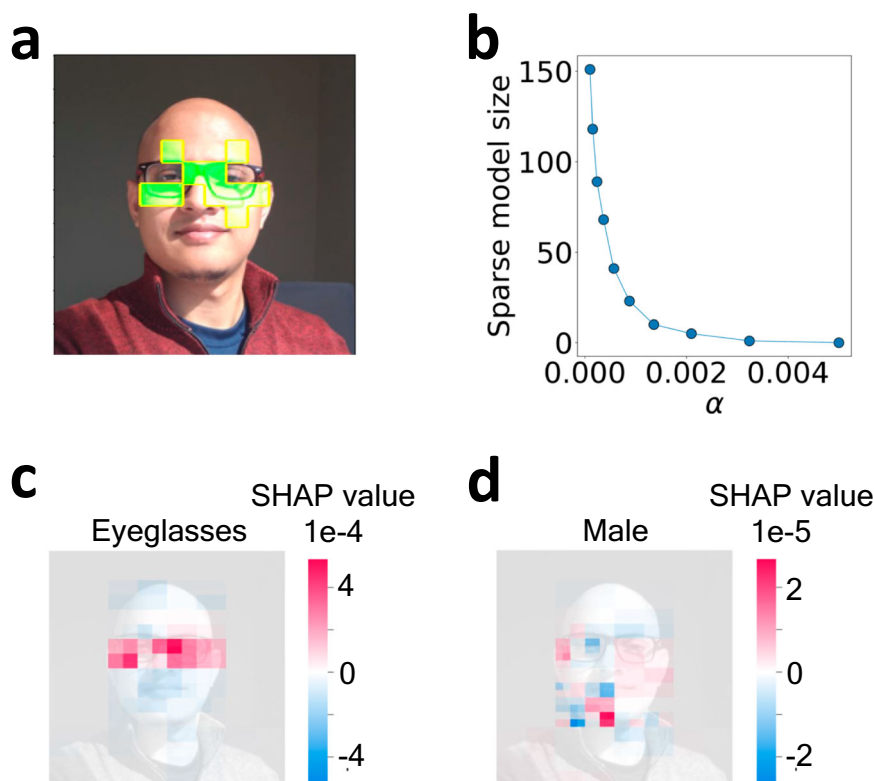 a
b
Sparse model size
150
100
50
0
0.000 0.002 0.004
α
c
SHAP value
Eyeglasses 1e-4
4
0
-4
d
SHAP value
Male 1e-5
2
0
-2